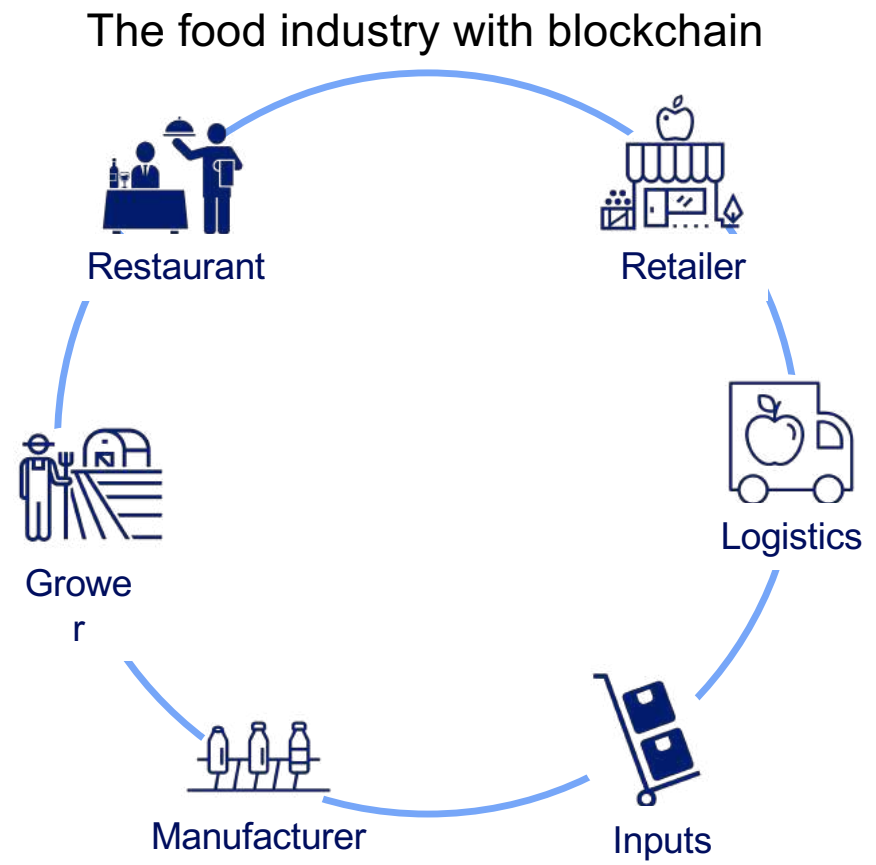 The food industry with blockchain
Restaurant
Retailer
Logistics
Growe
r
Manufacturer
Inputs